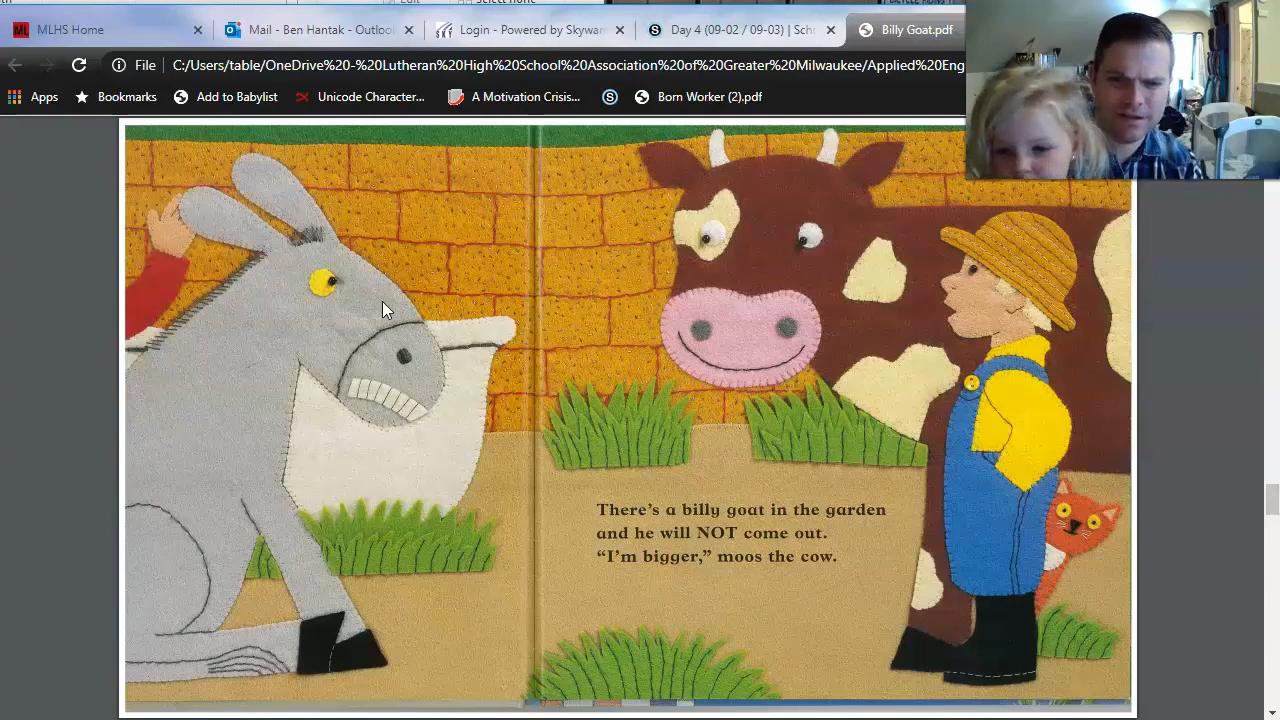 MLHS Home
Mail - Ben Hantak - Outlook
Login - Powered by Skywar
Day 4 (09-02 / 09-03) | Scho
Billy Goat.pdf
File C:/Users/table/OneDrive%20-%20Lutheran%20High%20School%20Association%20of%20Greater%20Milwaukee/Applied%20Eng
Apps Bookmarks Add to Babylist Unicode Character... A Motivation Crisis... Born Worker (2).pdf
There's a billy goat in the garden
and he will NOT come out.
“I'm bigger,” moos the cow.